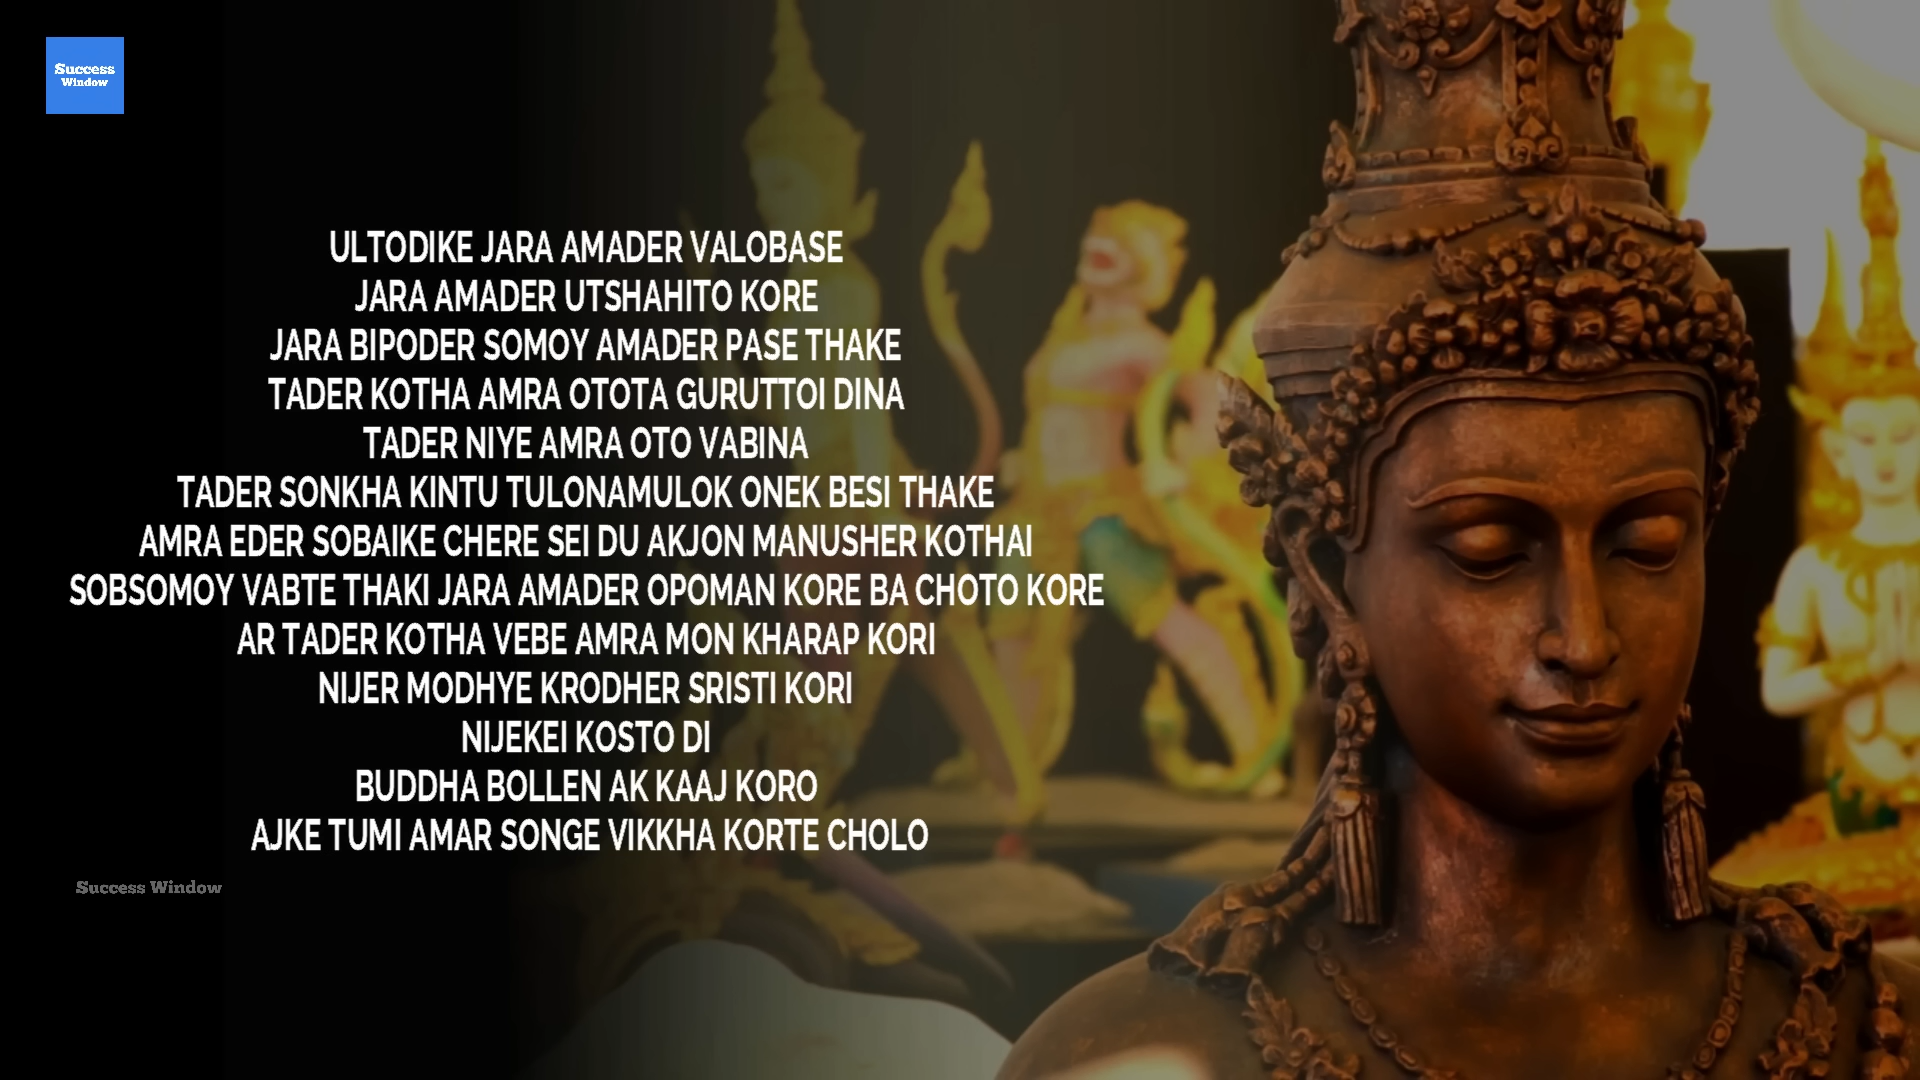 Success
Window
ULTODIKE JARA AMADER VALOBASE
JARA AMADER UTSHAHITO KORE
JARA BIPODER SOMOY AMADER PASE THAKE
TADER KOTHA AMRA OTOTA GURUTTOI DINA
TADER NIYE AMRA OTO VABINA
TADER SONKHA KINTU TULONAMULOK ONEK BESI THAKE
AMRA EDER SOBAIKE CHERE SEI DU AKJON MANUSHER KOTHAI
SOBSOMOY VABTE THAKI JARA AMADER OPOMAN KORE BA CHOTO KORE
AR TADER KOTHA VEBE AMRA MON KHARAP KORI
NIJER MODHYE KRODHER SRISTI KORI
NIJEKEI KOSTO DI
BUDDHA BOLLEN AK KAAJ KORO
AJKE TUMI AMAR SONGE VIKKHA KORTE CHOLO
Success Window